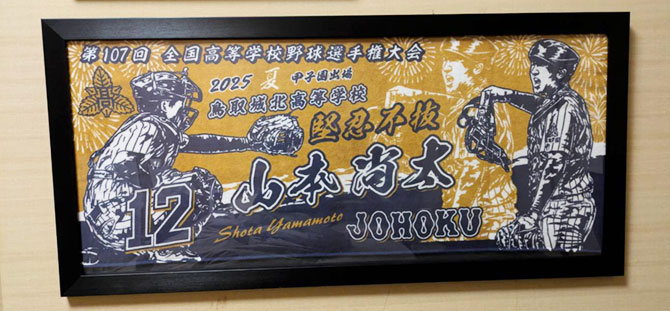 第107回 全国高等学校野球選手権大会
2025 夏 甲子園出場
鳥取城北高等学校
高
堅忍不抜
山本尚太
12
Shota Yamamoto
JOHOKU